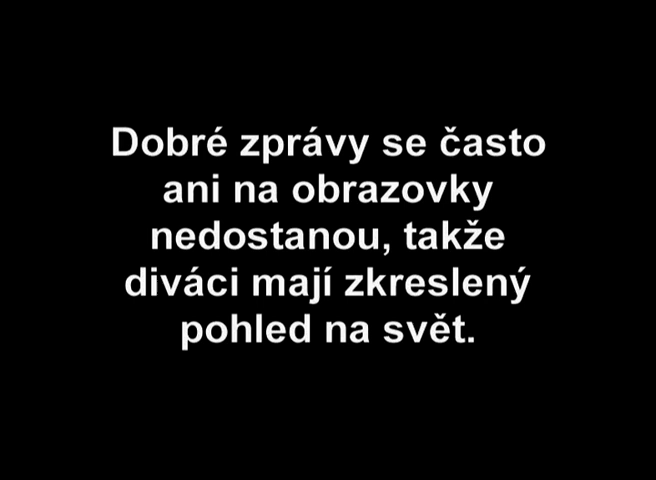 Dobré zprávy se často
ani na obrazovky
nedostanou, takže
diváci mají zkreslený
pohled na svět.